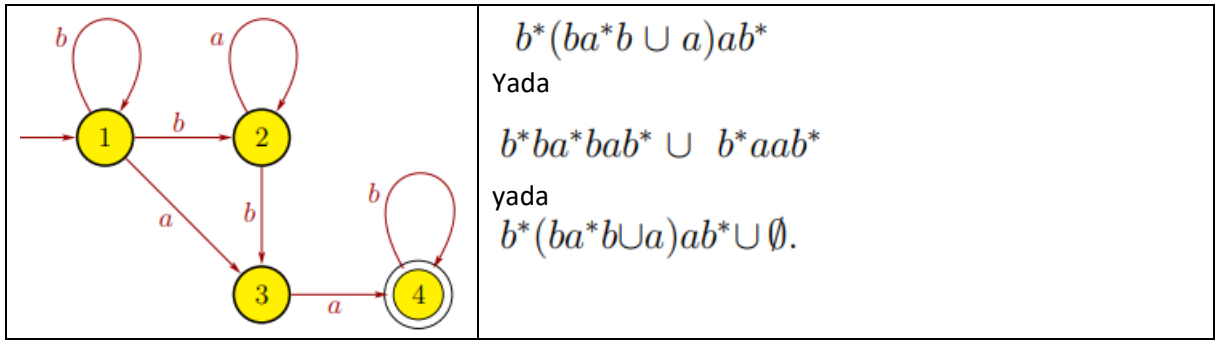 b
a
1
b
2
b
a
b
3
a
4
b*(ba*b ∪ a)ab*
Yada
b*ba*bab* ∪ b*aab*
yada
b*(ba*b∪a)ab*∪ ∅.